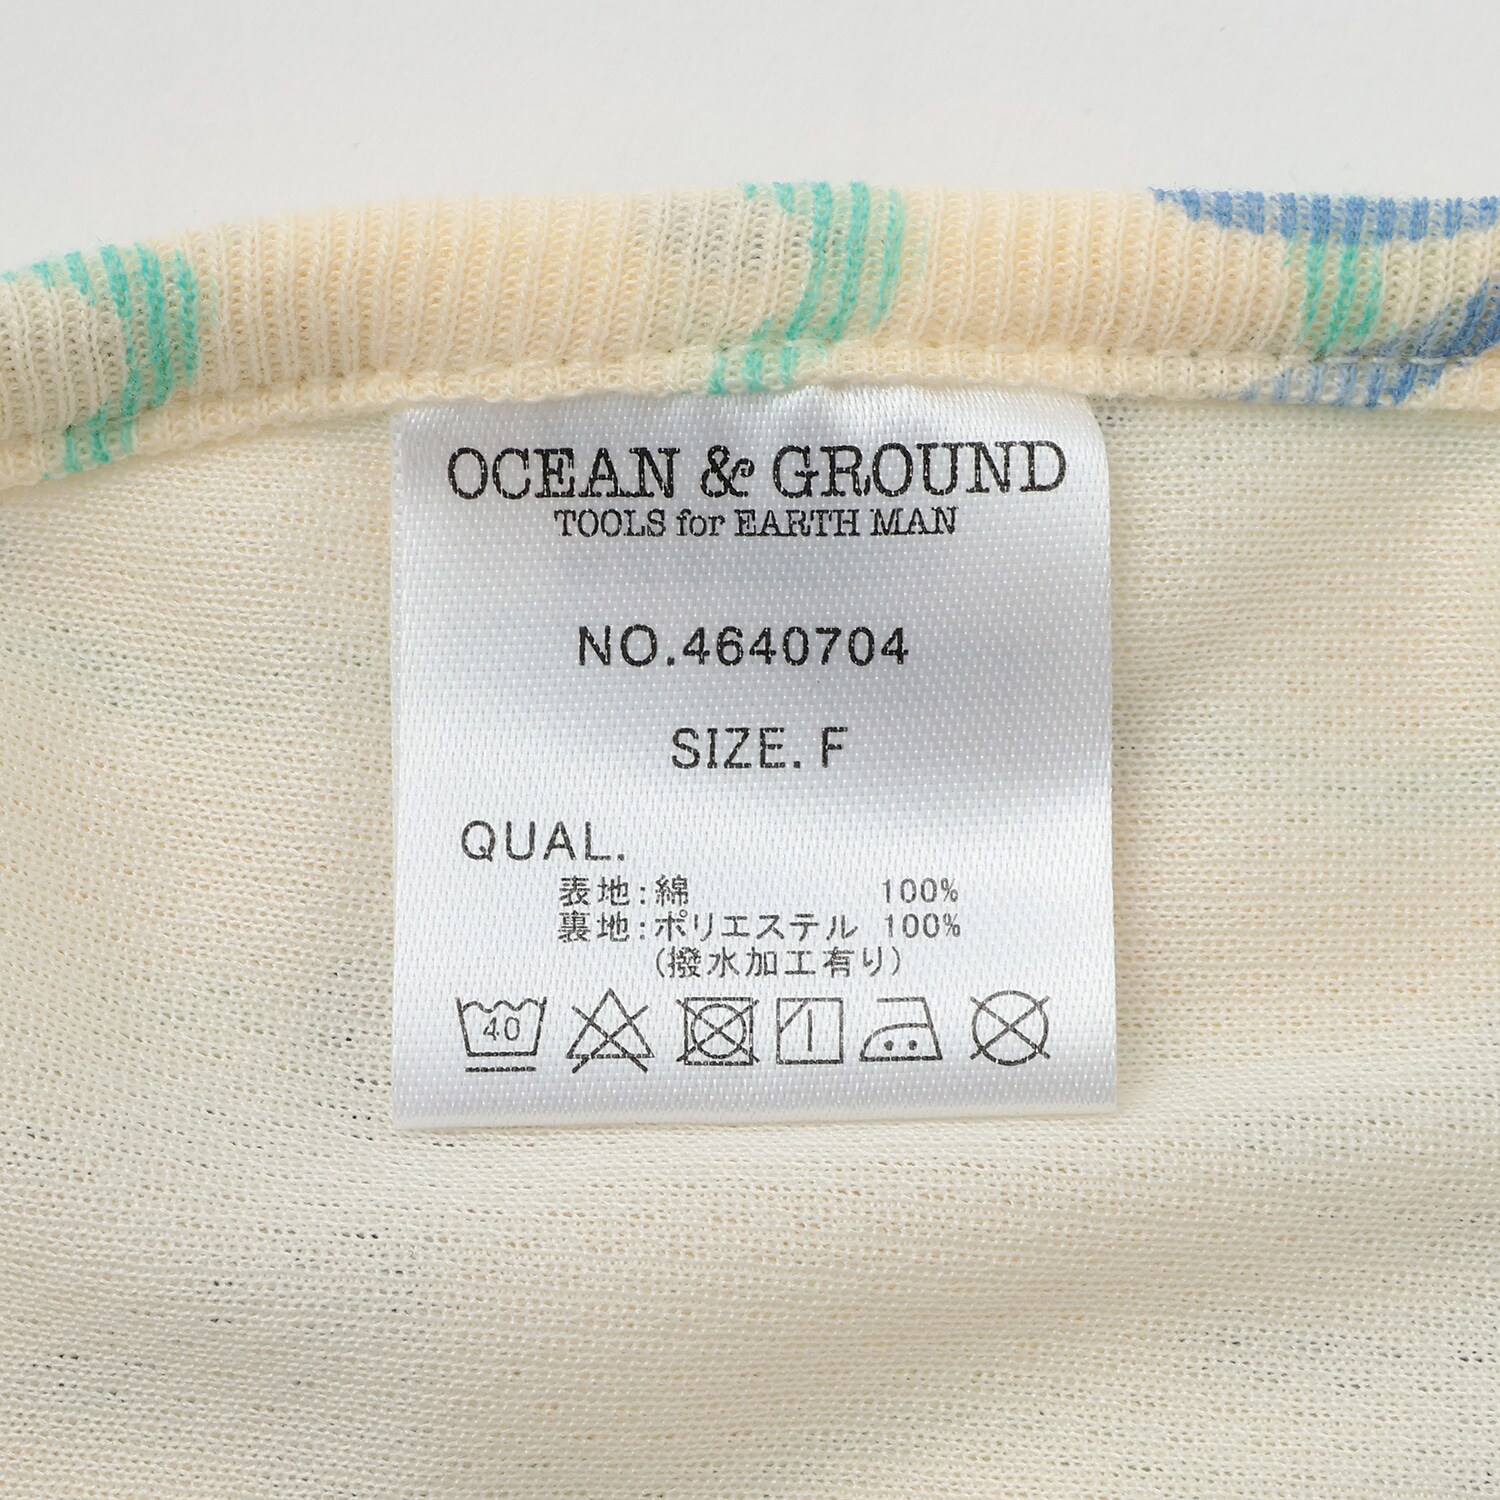 OCEAN & GROUND
TOOLS for EARTH MAN
NO.4640704
SIZE. F
QUAL.
表地:綿 100%
裏地:ポリエステル 100%
(撥水加工有り)
40